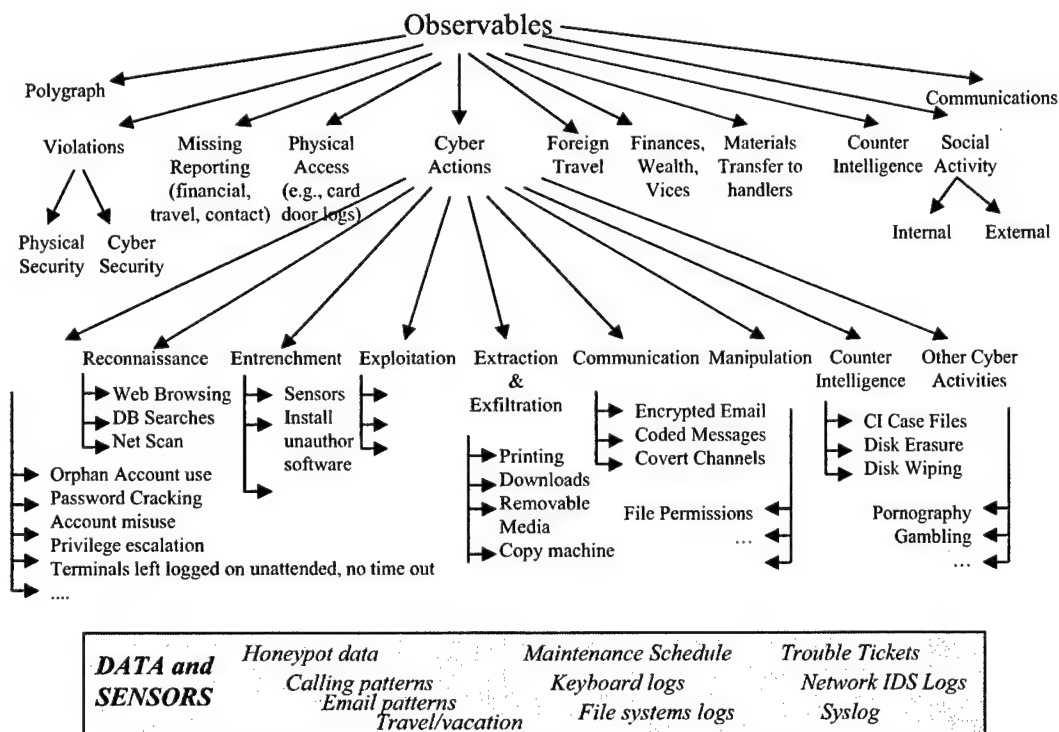 Observables
Polygraph
Communications
Violations
Missing
Reporting
(financial,
travel, contact)
Physical
Access
(e.g., card
door logs)
Cyber
Actions
Foreign
Travel
Finances,
Wealth,
Vices
Materials
Transfer to
handlers
Counter
Intelligence
Social
Activity
Physical
Security
Cyber
Security
Internal
External
Reconnaissance
Web Browsing
DB Searches
Net Scan
Entrenchment
Sensors
Install
unauthor
software
Exploitation
Extraction
&
Exfiltration
Printing
Downloads
Removable
Media
Copy machine
Communication
Encrypted Email
Coded Messages
Covert Channels
Manipulation
File Permissions
...
Counter
Intelligence
CI Case Files
Disk Erasure
Disk Wiping
Other Cyber
Activities
Pornography
Gambling
...
Orphan Account use
Password Cracking
Account misuse
Privilege escalation
Terminals left logged on unattended, no time out
....
DATA and
SENSORS
Honeypot data
Calling patterns
Email patterns
Travel/vacation
Maintenance Schedule
Keyboard logs
File systems logs
Trouble Tickets
Network IDS Logs
Syslog